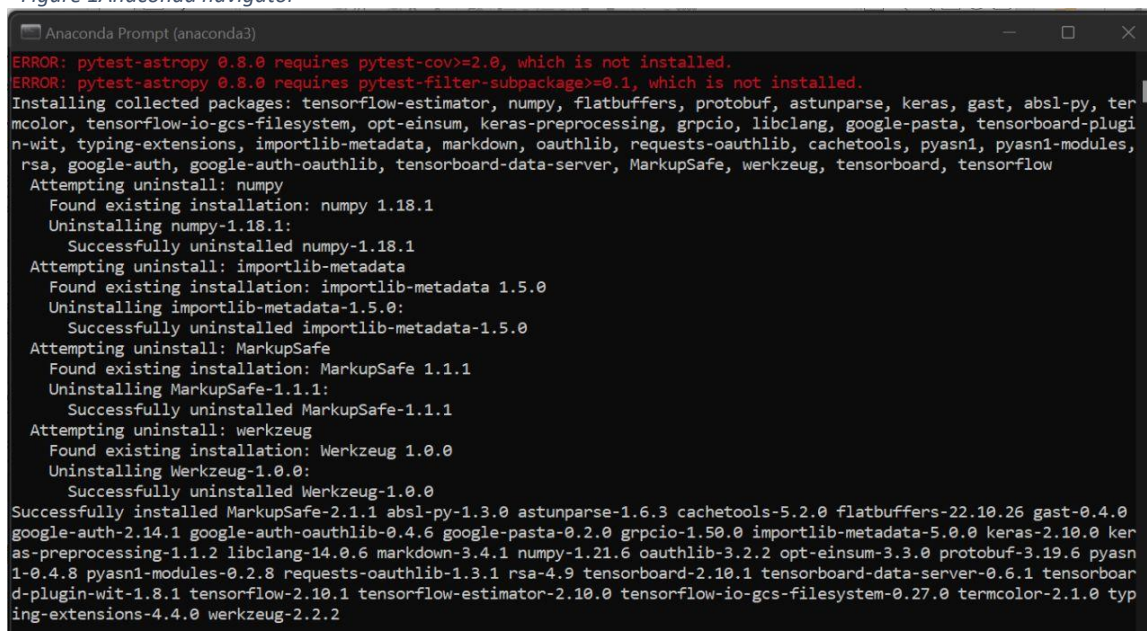 Figure 1Anaconda navigator
Anaconda Prompt (anaconda3)
ERROR: pytest-astropy 0.8.0 requires pytest-cov>=2.0, which is not installed.
ERROR: pytest-astropy 0.8.0 requires pytest-filter-subpackage>=0.1, which is not installed.
Installing collected packages: tensorflow-estimator, numpy, flatbuffers, protobuf, astunparse, keras, gast, absl-py, ter
mcolor, tensorflow-io-gcs-filesystem, opt-einsum, keras-preprocessing, grpcio, libclang, google-pasta, tensorboard-plugi
n-wit, typing-extensions, importlib-metadata, markdown, oauthlib, requests-oauthlib, cachetools, pyasn1, pyasn1-modules,
 rsa, google-auth, google-auth-oauthlib, tensorboard-data-server, MarkupSafe, werkzeug, tensorboard, tensorflow
  Attempting uninstall: numpy
    Found existing installation: numpy 1.18.1
    Uninstalling numpy-1.18.1:
      Successfully uninstalled numpy-1.18.1
  Attempting uninstall: importlib-metadata
    Found existing installation: importlib-metadata 1.5.0
    Uninstalling importlib-metadata-1.5.0:
      Successfully uninstalled importlib-metadata-1.5.0
  Attempting uninstall: MarkupSafe
    Found existing installation: MarkupSafe 1.1.1
    Uninstalling MarkupSafe-1.1.1:
      Successfully uninstalled MarkupSafe-1.1.1
  Attempting uninstall: werkzeug
    Found existing installation: Werkzeug 1.0.0
    Uninstalling Werkzeug-1.0.0:
      Successfully uninstalled Werkzeug-1.0.0
Successfully installed MarkupSafe-2.1.1 absl-py-1.3.0 astunparse-1.6.3 cachetools-5.2.0 flatbuffers-22.10.26 gast-0.4.0
google-auth-2.14.1 google-auth-oauthlib-0.4.6 google-pasta-0.2.0 grpcio-1.50.0 importlib-metadata-5.0.0 keras-2.10.0 ker
as-preprocessing-1.1.2 libclang-14.0.6 markdown-3.4.1 numpy-1.21.6 oauthlib-3.2.2 opt-einsum-3.3.0 protobuf-3.19.6 pyasn
1-0.4.8 pyasn1-modules-0.2.8 requests-oauthlib-1.3.1 rsa-4.9 tensorboard-2.10.1 tensorboard-data-server-0.6.1 tensorboar
d-plugin-wit-1.8.1 tensorflow-2.10.1 tensorflow-estimator-2.10.0 tensorflow-io-gcs-filesystem-0.27.0 termcolor-2.1.0 typ
ing-extensions-4.4.0 werkzeug-2.2.2